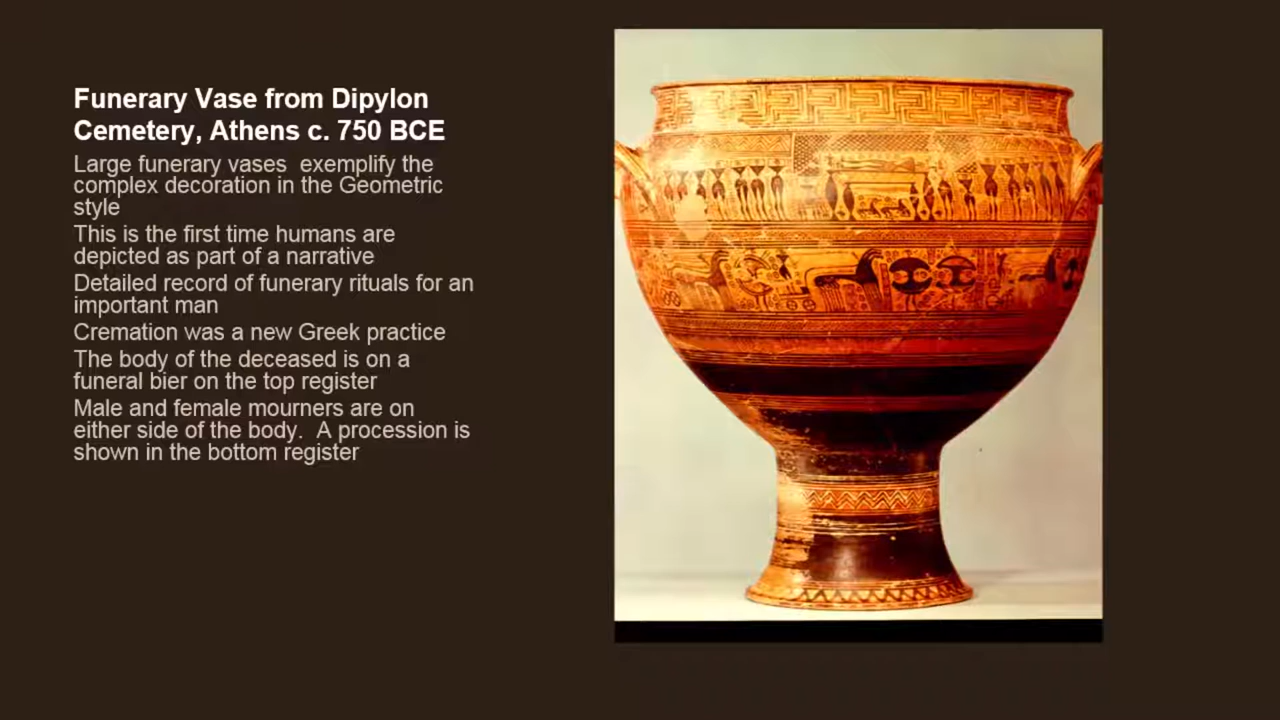 Funerary Vase from Dipylon
Cemetery, Athens c. 750 BCE
Large funerary vases  exemplify the
complex decoration in the Geometric
style
This is the first time humans are
depicted as part of a narrative
Detailed record of funerary rituals for an
important man
Cremation was a new Greek practice
The body of the deceased is on a
funeral bier on the top register
Male and female mourners are on
either side of the body.  A procession is
shown in the bottom register